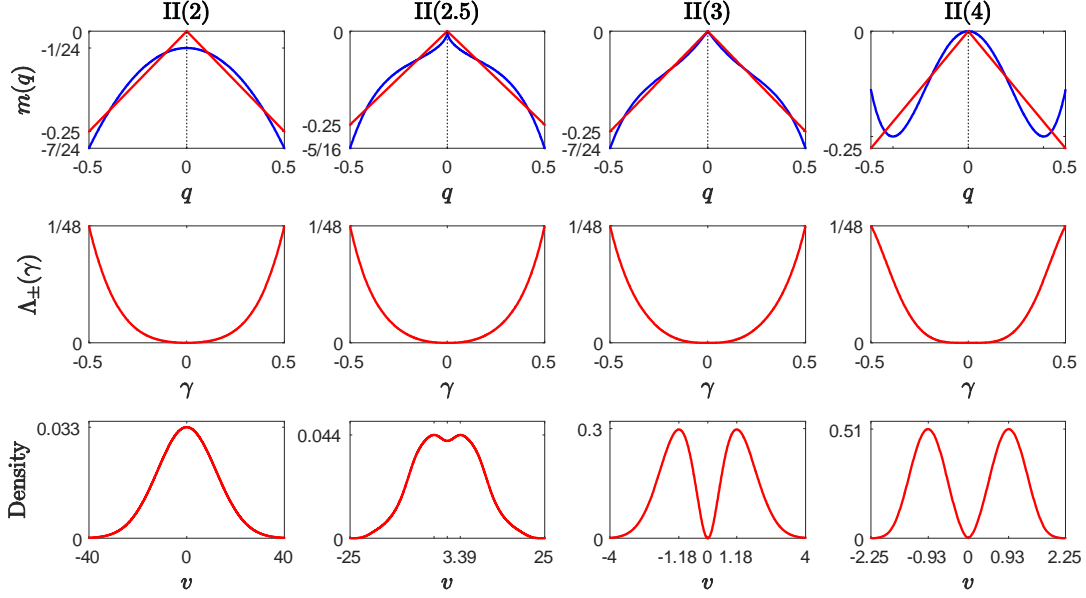 II(2) II(2.5) II(3) II(4)
m(q)
0
-1/24
-0.25
-7/24
-0.5 0 0.5
q
0
-0.25
-5/16
-0.5 0 0.5
q
0
-0.25
-7/24
-0.5 0 0.5
q
0
-0.25
-0.5 0 0.5
q
Λ±(γ)
1/48
0
-0.5 0 0.5
γ
1/48
0
-0.5 0 0.5
γ
1/48
0
-0.5 0 0.5
γ
1/48
0
-0.5 0 0.5
γ
Density
0.033
0
-40 0 40
v
0.044
0
-25 3.39 25
v
0.3
0
-4 -1.18 0 1.18 4
v
0.51
0
-2.25 -0.93 0 0.93 2.25
v